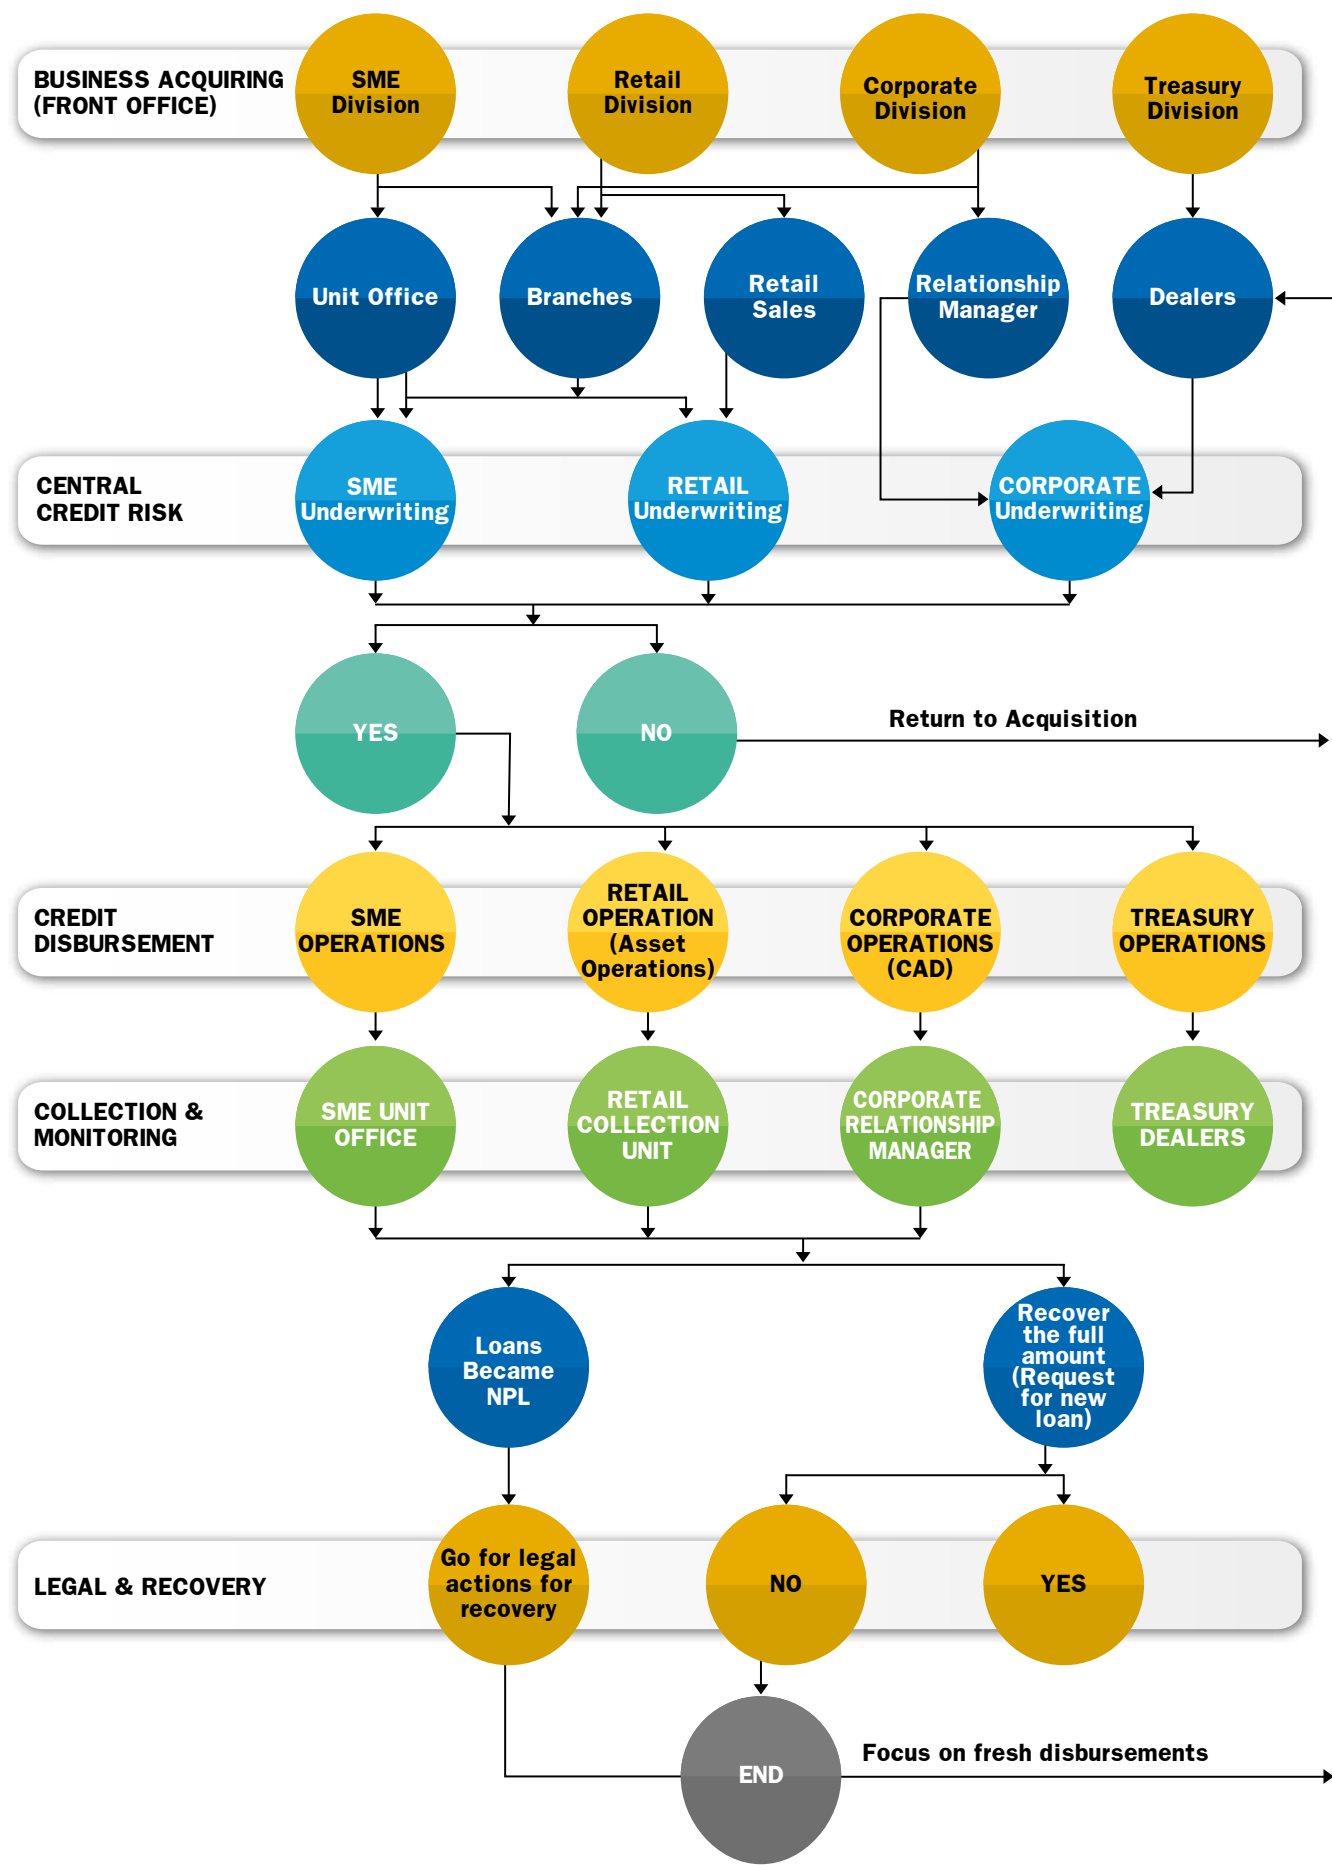 BUSINESS ACQUIRING
(FRONT OFFICE)
SME
Division
Retail
Division
Corporate
Division
Treasury
Division
Unit Office
Branches
Retail
Sales
Relationship
Manager
Dealers
CENTRAL
CREDIT RISK
SME
Underwriting
RETAIL
Underwriting
CORPORATE
Underwriting
YES
NO
Return to Acquisition
CREDIT
DISBURSEMENT
SME
OPERATIONS
RETAIL
OPERATION
(Asset
Operations)
CORPORATE
OPERATIONS
(CAD)
TREASURY
OPERATIONS
COLLECTION &
MONITORING
SME UNIT
OFFICE
RETAIL
COLLECTION
UNIT
CORPORATE
RELATIONSHIP
MANAGER
TREASURY
DEALERS
Loans
Became
NPL
Recover
the full
amount
(Request
for new
loan)
LEGAL & RECOVERY
Go for legal
actions for
recovery
NO
YES
END
Focus on fresh disbursements